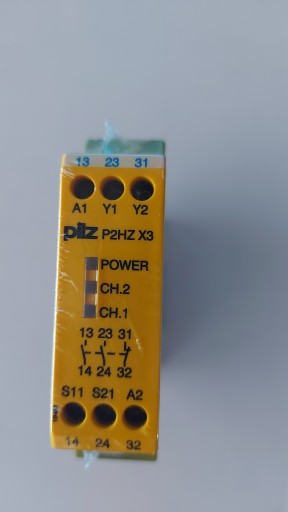 13 23 31
A1 Y1 Y2
pilz P2HZ X3
POWER
CH.2
CH.1
13 23 31
14 24 32
S11 S21 A2
14 24 32